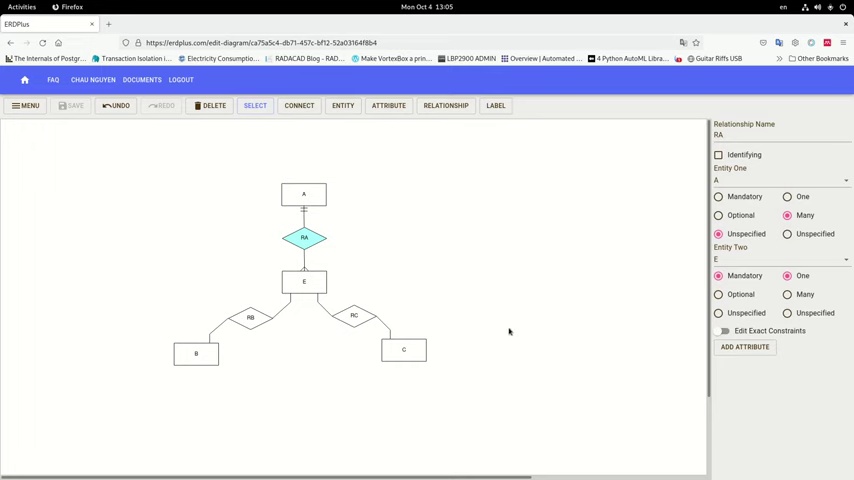 Activities
Firefox
Mon Oct 4 13:05
en
ERDPlus
https://erdplus.com/edit-diagram/ca75a5c4-db71-457c-bf12-52a03164f8b4
The Internals of Postgr...
Transaction Isolation i...
Electricity Consumption...
RADACAD Blog - RAD...
Make VortexBox a prin...
LBP2900 ADMIN
Overview | Automated ...
4 Python AutoML Libra...
Guitar Riffs USB
Other Bookmarks
FAQ
CHAU NGUYEN
DOCUMENTS
LOGOUT
MENU
SAVE
UNDO
REDO
DELETE
SELECT
CONNECT
ENTITY
ATTRIBUTE
RELATIONSHIP
LABEL
A
RA
E
RB
RC
B
C
Relationship Name
RA
Identifying
Entity One
A
Mandatory
One
Optional
Many
Unspecified
Unspecified
Entity Two
E
Mandatory
One
Optional
Many
Unspecified
Unspecified
Edit Exact Constraints
ADD ATTRIBUTE